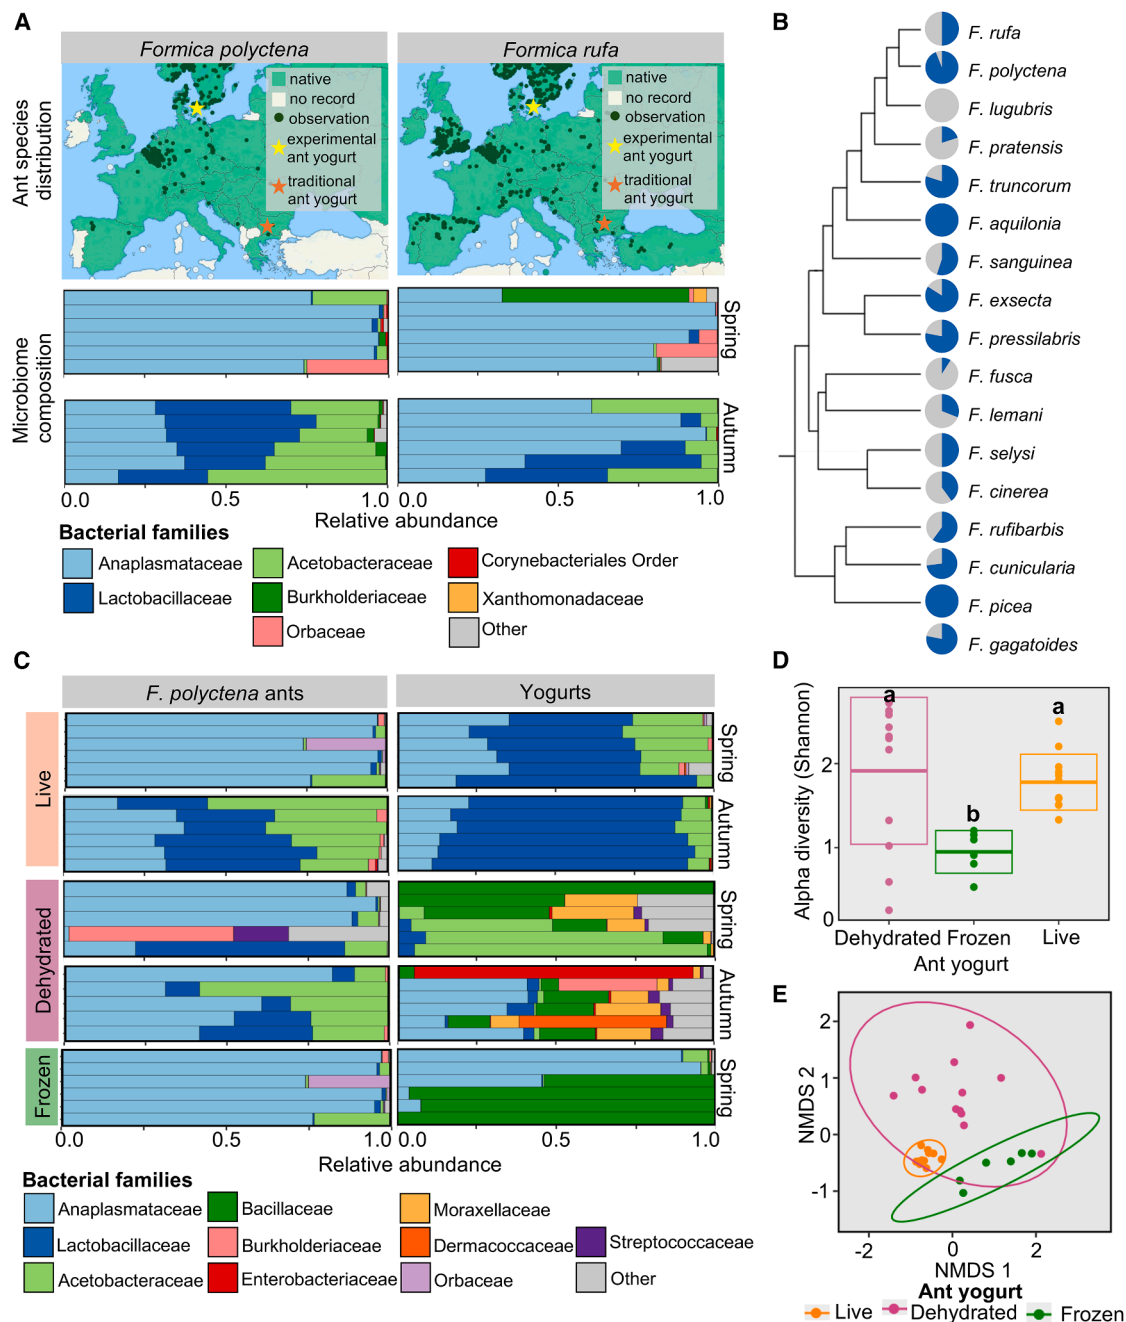 A
Formica polyctena
Formica rufa
Ant species
distribution
native
no record
observation
experimental
ant yogurt
traditional
ant yogurt
native
no record
observation
experimental
ant yogurt
traditional
ant yogurt
Microbiome
composition
Spring
Autumn
0.0
0.5
1.0
0.0
0.5
1.0
Relative abundance
Bacterial families
Anaplasmataceae
Lactobacillaceae
Acetobacteraceae
Burkholderiaceae
Orbaceae
Corynebacteriales Order
Xanthomonadaceae
Other
B
F. rufa
F. polyctena
F. lugubris
F. pratensis
F. truncorum
F. aquilonia
F. sanguinea
F. exsecta
F. pressilabris
F. fusca
F. lemani
F. selysi
F. cinerea
F. rufibarbis
F. cunicularia
F. picea
F. gagatoides
C
F. polyctena ants
Yogurts
Live
Spring
Autumn
Dehydrated
Spring
Autumn
Frozen
Spring
0.0
0.5
1.0
0.0
0.5
1.0
Relative abundance
Bacterial families
Anaplasmataceae
Lactobacillaceae
Acetobacteraceae
Bacillaceae
Burkholderiaceae
Enterobacteriaceae
Moraxellaceae
Dermacoccaceae
Orbaceae
Streptococcaceae
Other
D
Alpha diversity (Shannon)
2
1
0
a
b
a
Dehydrated
Frozen
Live
Ant yogurt
E
NMDS 2
2
1
0
-1
-2
0
2
NMDS 1
Ant yogurt
Live
Dehydrated
Frozen